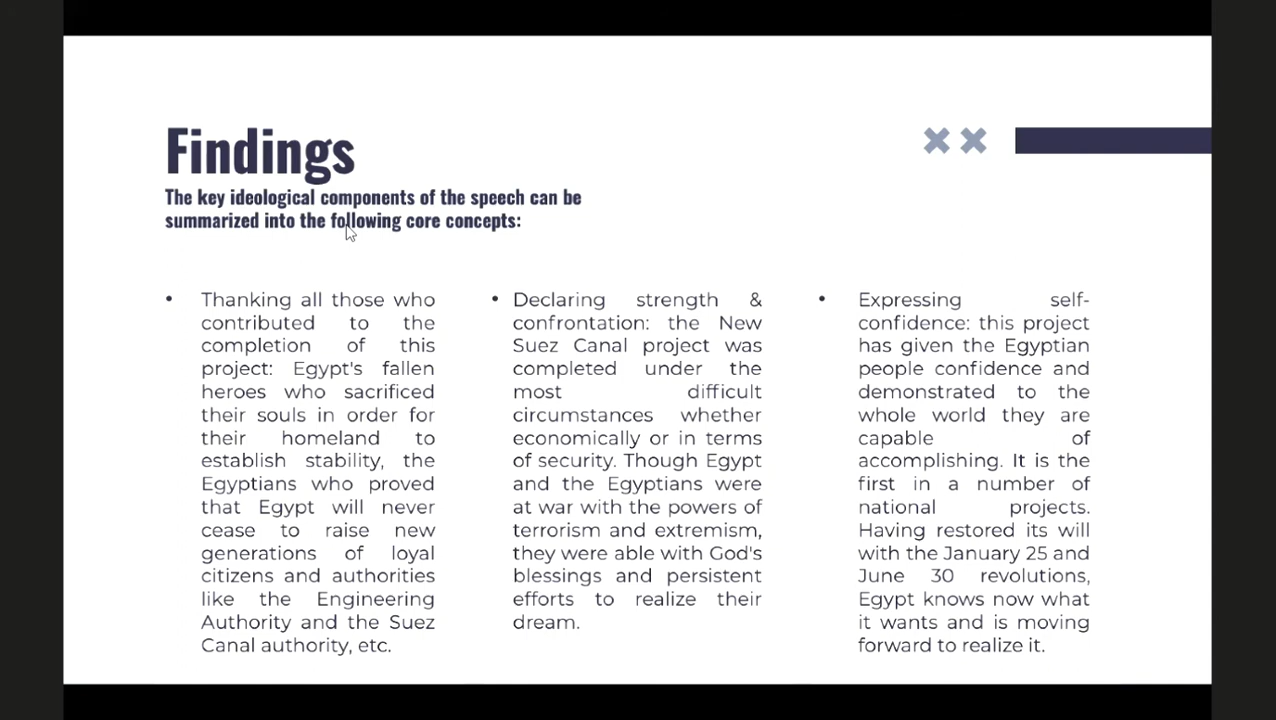 Findings
The key ideological components of the speech can be
summarized into the following core concepts:
• Thanking all those who
contributed to the
completion of this
project: Egypt's fallen
heroes who sacrificed
their souls in order for
their homeland to
establish stability, the
Egyptians who proved
that Egypt will never
cease to raise new
generations of loyal
citizens and authorities
like the Engineering
Authority and the Suez
Canal authority, etc.
• Declaring strength &
confrontation: the New
Suez Canal project was
completed under the
most difficult
circumstances whether
economically or in terms
of security. Though Egypt
and the Egyptians were
at war with the powers of
terrorism and extremism,
they were able with God's
blessings and persistent
efforts to realize their
dream.
• Expressing self-
confidence: this project
has given the Egyptian
people confidence and
demonstrated to the
whole world they are
capable of
accomplishing. It is the
first in a number of
national projects.
Having restored its will
with the January 25 and
June 30 revolutions,
Egypt knows now what
it wants and is moving
forward to realize it.